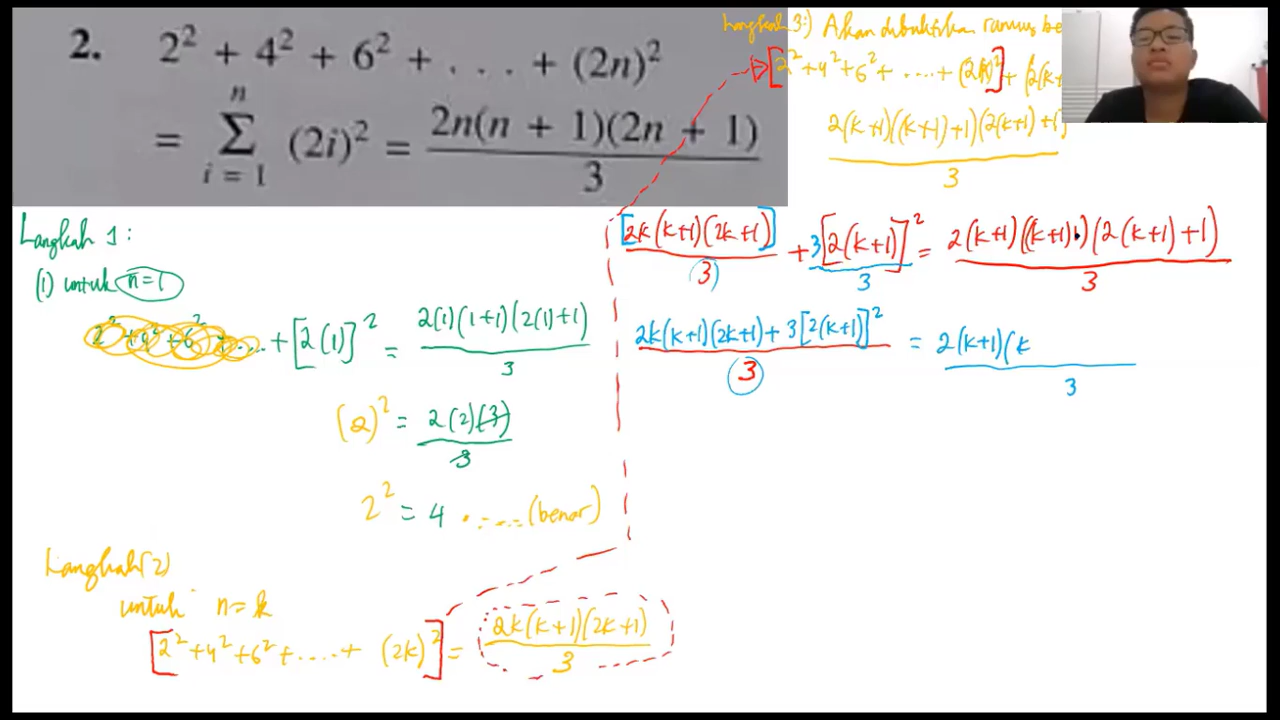 2. 2² + 4² + 6² + . . . + (2n)²
= n Σ i = 1 (2i)² = 2n(n + 1)(2n + 1) / 3
Langkah 1:
(1) untuk n=1
2² + 4² + 6² + .... + [2(1)]² = 2(1)(1+1)(2(1)+1) / 3
(2)² = 2(2)(3) / 3
2² = 4 ....... (benar)
Langkah (2)
untuk n = k
[2² + 4² + 6² + ..... + (2k)²] = 2k(k+1)(2k+1) / 3
Langkah 3:) Akan dibuktikan rumus be
[2² + 4² + 6² + ..... + (2k)²] + (2(k
2(k+1)((k+1)+1)(2(k+1)+1) / 3
[2k(k+1)(2k+1)] / 3 + 3[2(k+1)]² / 3 = 2(k+1)((k+1)+1)(2(k+1)+1) / 3
2k(k+1)(2k+1) + 3[2(k+1)]² / 3 = 2(k+1)(k / 3